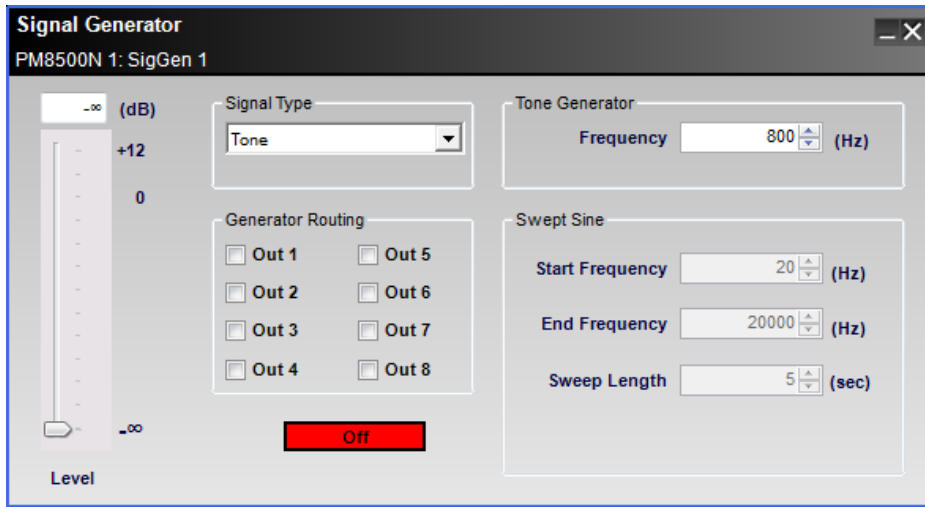 Signal Generator
PM8500N 1: SigGen 1
-∞ (dB)
+12
0
-∞
Level
Signal Type
Tone
Generator Routing
Out 1 Out 5
Out 2 Out 6
Out 3 Out 7
Out 4 Out 8
Off
Tone Generator
Frequency 800 (Hz)
Swept Sine
Start Frequency 20 (Hz)
End Frequency 20000 (Hz)
Sweep Length 5 (sec)